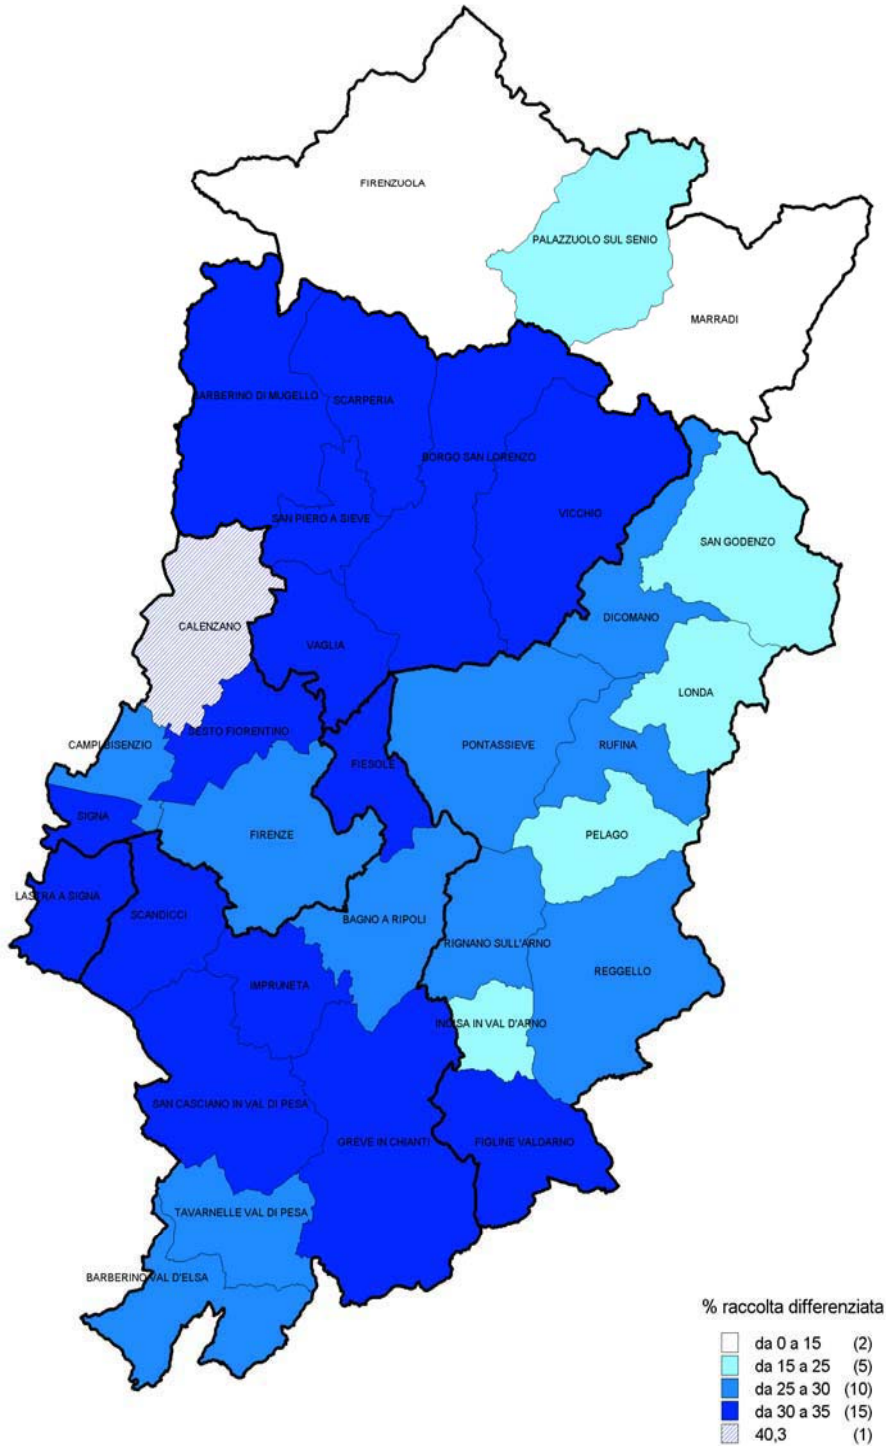 FIRENZUOLA
PALAZZUOLO SUL SENIO
MARRADI
BARBERINO DI MUGELLO
SCARPERIA
BORGO SAN LORENZO
VICCHIO
SAN PIERO A SIEVE
SAN GODENZO
DICOMANO
CALENZANO
VAGLIA
LONDA
SESTO FIORENTINO
CAMPI BISENZIO
PONTASSIEVE
RUFINA
FIESOLE
SIGNA
FIRENZE
PELAGO
LASTRA A SIGNA
SCANDICCI
BAGNO A RIPOLI
RIGNANO SULL'ARNO
REGGELLO
IMPRUNETA
INCISA IN VAL D'ARNO
SAN CASCIANO IN VAL DI PESA
GREVE IN CHIANTI
FIGLINE VALDARNO
TAVARNELLE VAL DI PESA
BARBERINO VAL D'ELSA
% raccolta differenziata
da 0 a 15 (2)
da 15 a 25 (5)
da 25 a 30 (10)
da 30 a 35 (15)
40,3 (1)